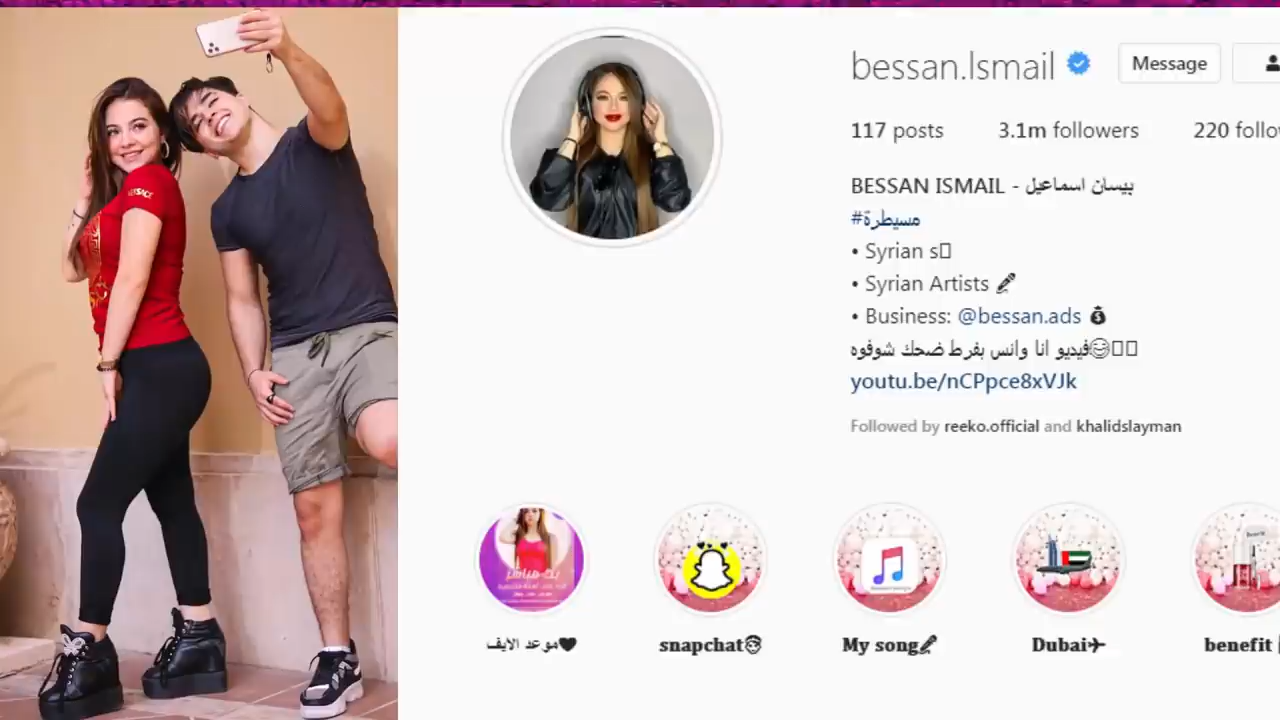 VERSACE
bessan.Ismail
Message
117 posts
3.1m followers
220 follo
BESSAN ISMAIL - بيسان اسماعيل
#مسيطرة
• Syrian s
• Syrian Artists
• Business: @bessan.ads
فيديو انا وانس بفرط ضحك شوفوه
youtu.be/nCPpce8xVJk
Followed by reeko.official and khalidslayman
بث مباشر
موعد الايف
snapchat
My song
Dubai
benefit